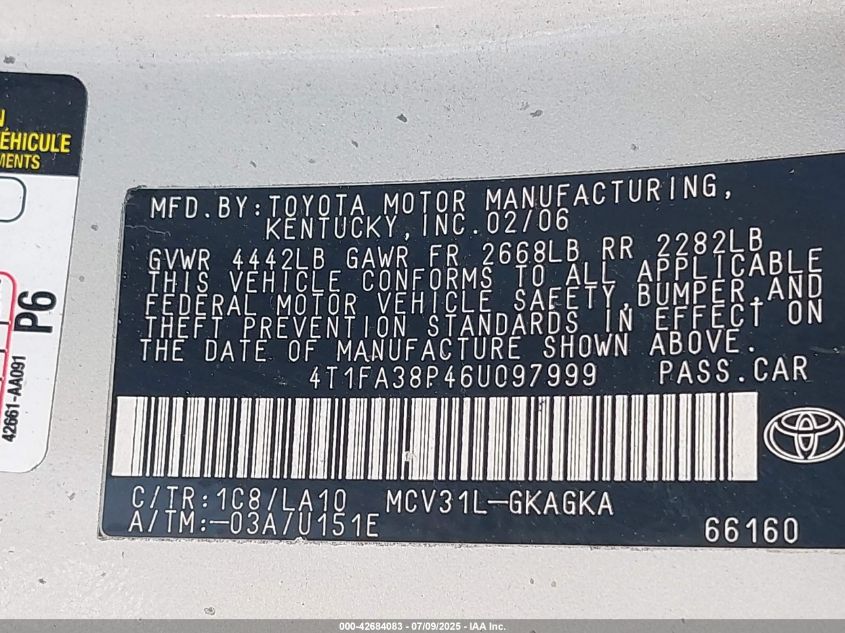 N
ÉHICULE
MENTS
P6
42661-AA091
MFD.BY:TOYOTA MOTOR MANUFACTURING,
KENTUCKY,INC.02/06
GVWR 4442LB GAWR FR 2668LB RR 2282LB
THIS VEHICLE CONFORMS TO ALL APPLICABLE
FEDERAL MOTOR VEHICLE SAFETY,BUMPER,AND
THEFT PREVENTION STANDARDS IN EFFECT ON
THE DATE OF MANUFACTURE SHOWN ABOVE.
4T1FA38P46U097999 PASS.CAR
C/TR:1C8/LA10 MCV31L-GKAGKA
A/TM:-03A/U151E
66160
000-42684083 - 07/09/2025 - IAA Inc.